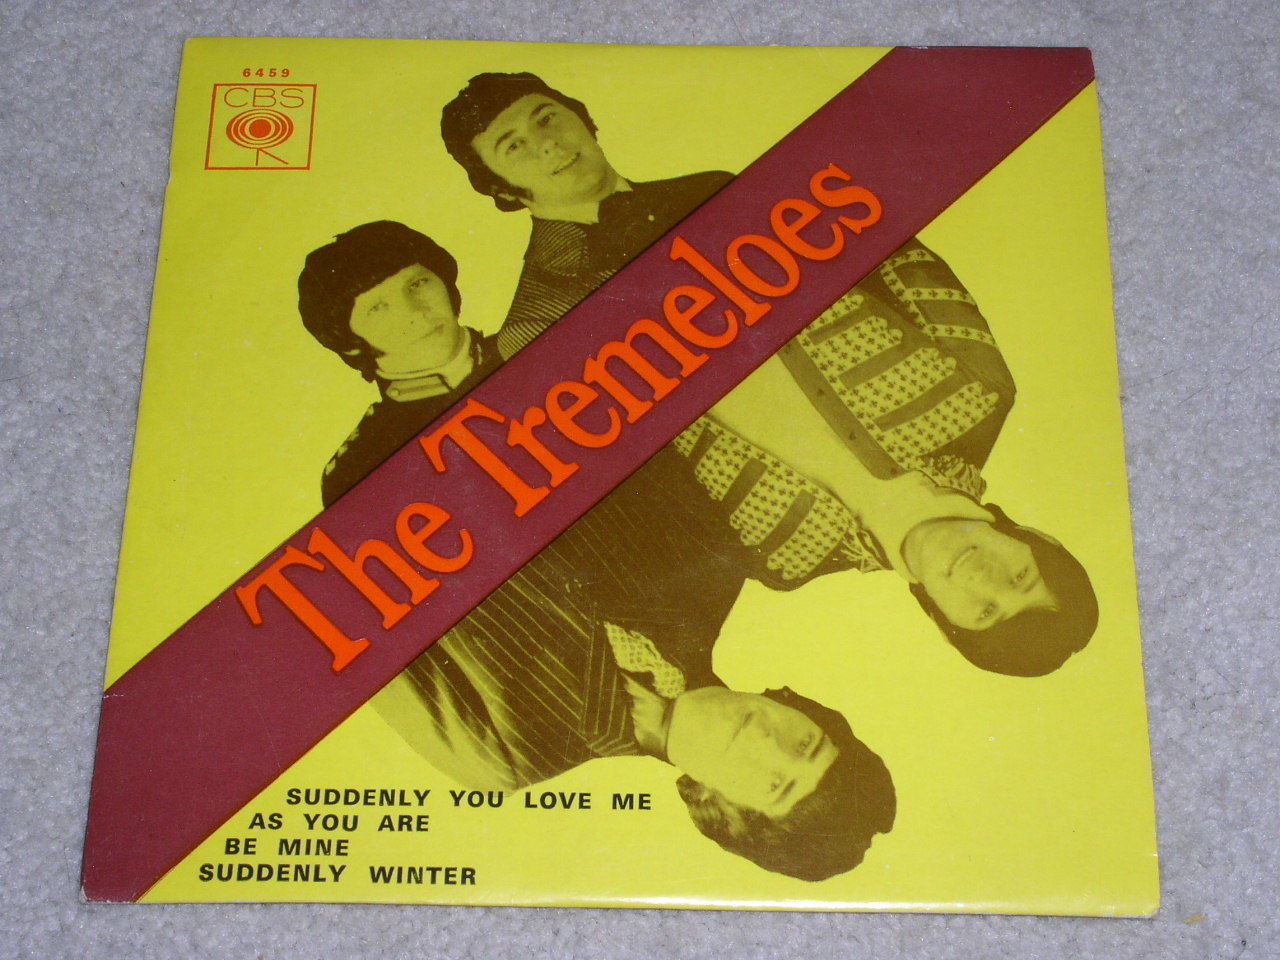 6459
CBS
The Tremeloes
SUDDENLY YOU LOVE ME
AS YOU ARE
BE MINE
SUDDENLY WINTER